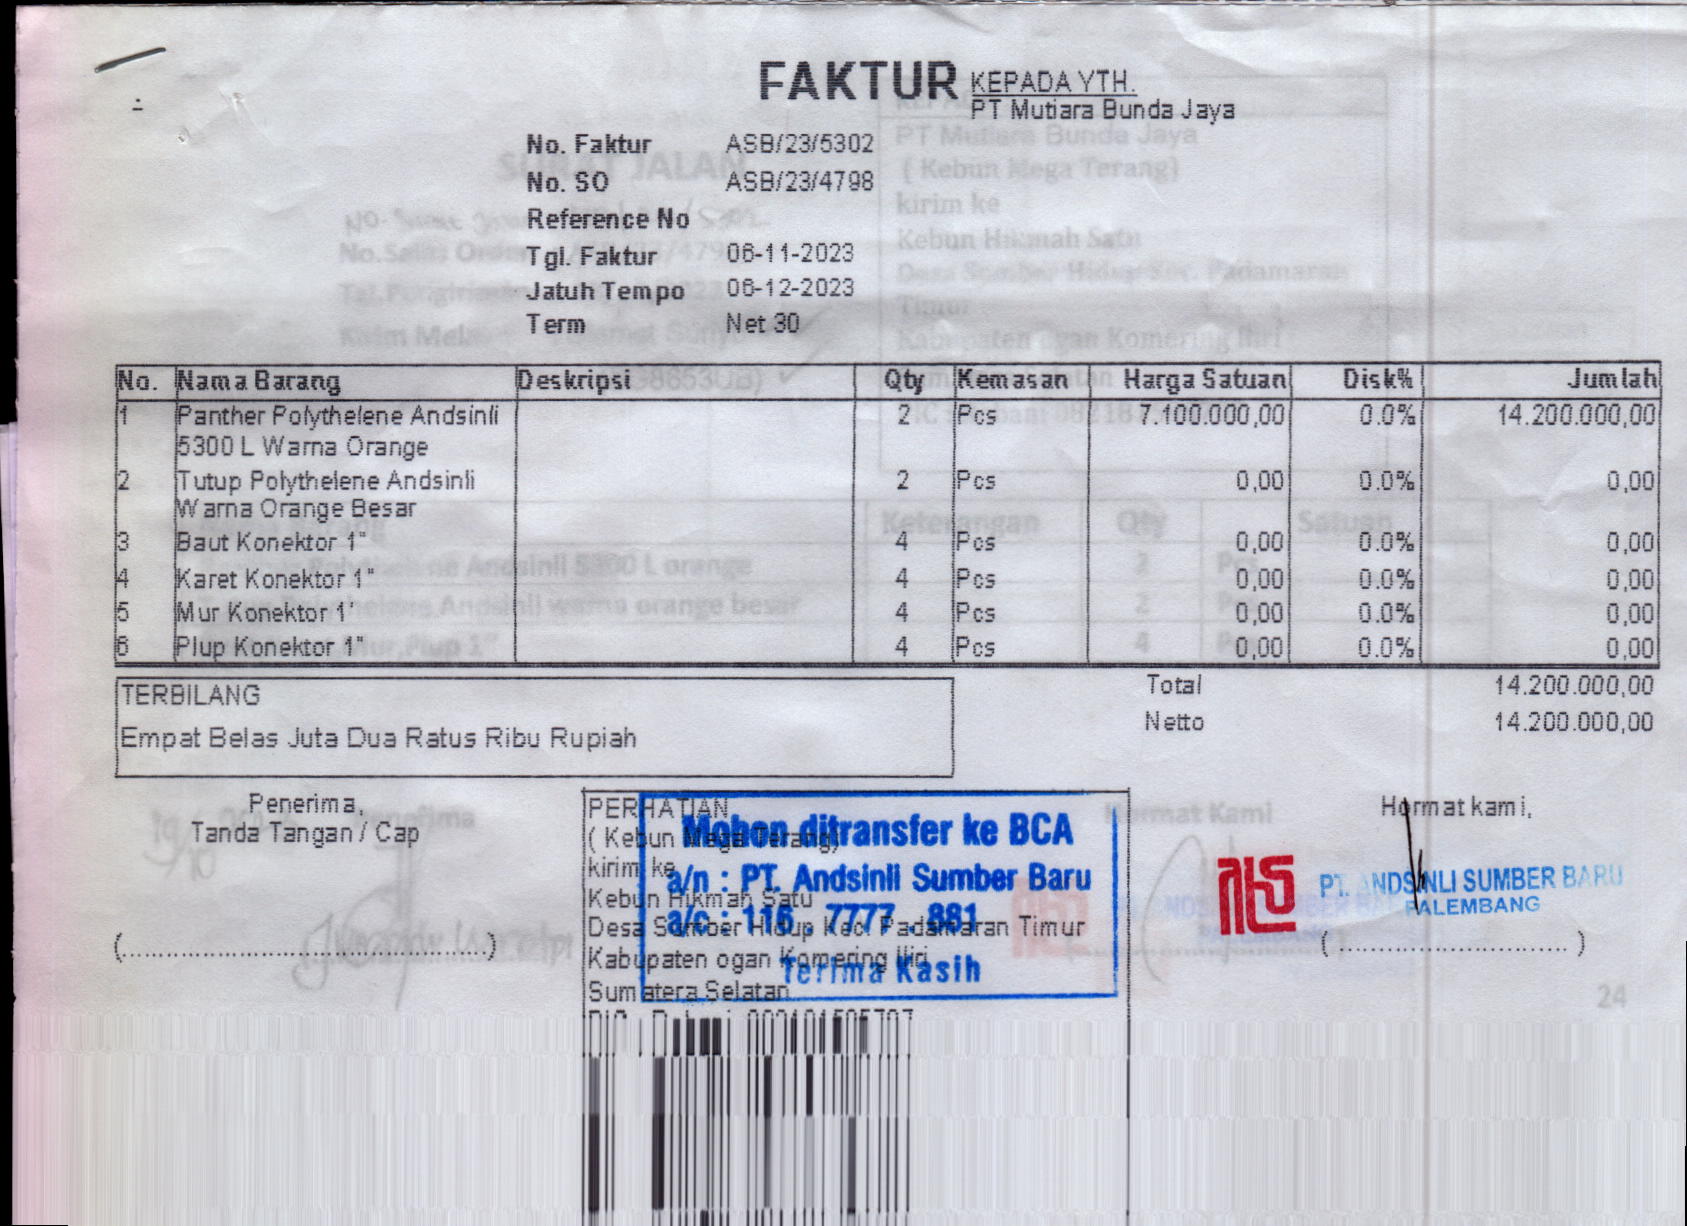 FAKTUR
KEPADA YTH.
PT Mutiara Bunda Jaya
No. Faktur ASB/23/5302
No. SO ASB/23/4798
Reference No
Tgl. Faktur 06-11-2023
Jatuh Tempo 06-12-2023
Term Net 30
No. Nama Barang Deskripsi Qty Kemasan Harga Satuan Disk% Jumlah
1 Panther Polythelene Andsinli 2 Pcs 7.100.000,00 0.0% 14.200.000,00
5300 L Warna Orange
2 Tutup Polythelene Andsinli 2 Pcs 0,00 0.0% 0,00
Warna Orange Besar
3 Baut Konektor 1" 4 Pcs 0,00 0.0% 0,00
4 Karet Konektor 1" 4 Pcs 0,00 0.0% 0,00
5 Mur Konektor 1" 4 Pcs 0,00 0.0% 0,00
6 Plup Konektor 1" 4 Pcs 0,00 0.0% 0,00
Total 14.200.000,00
Netto 14.200.000,00
TERBILANG
Empat Belas Juta Dua Ratus Ribu Rupiah
Penerima,
Tanda Tangan / Cap
(..........................................)
PERHATIAN
( Kebun Mega Terang)
kirim ke
Kebun Hikmah Satu
Desa Sumber Hidup Kec. Padamaran Timur
Kabupaten ogan Komering Iliri
Sumatera Selatan
Mohon ditransfer ke BCA
a/n : PT. Andsinli Sumber Baru
a/c : 116 . 7777 . 881
Terima Kasih
Hormat kami,
PT. ANDSINLI SUMBER BARU
PALEMBANG
(..............................)
24